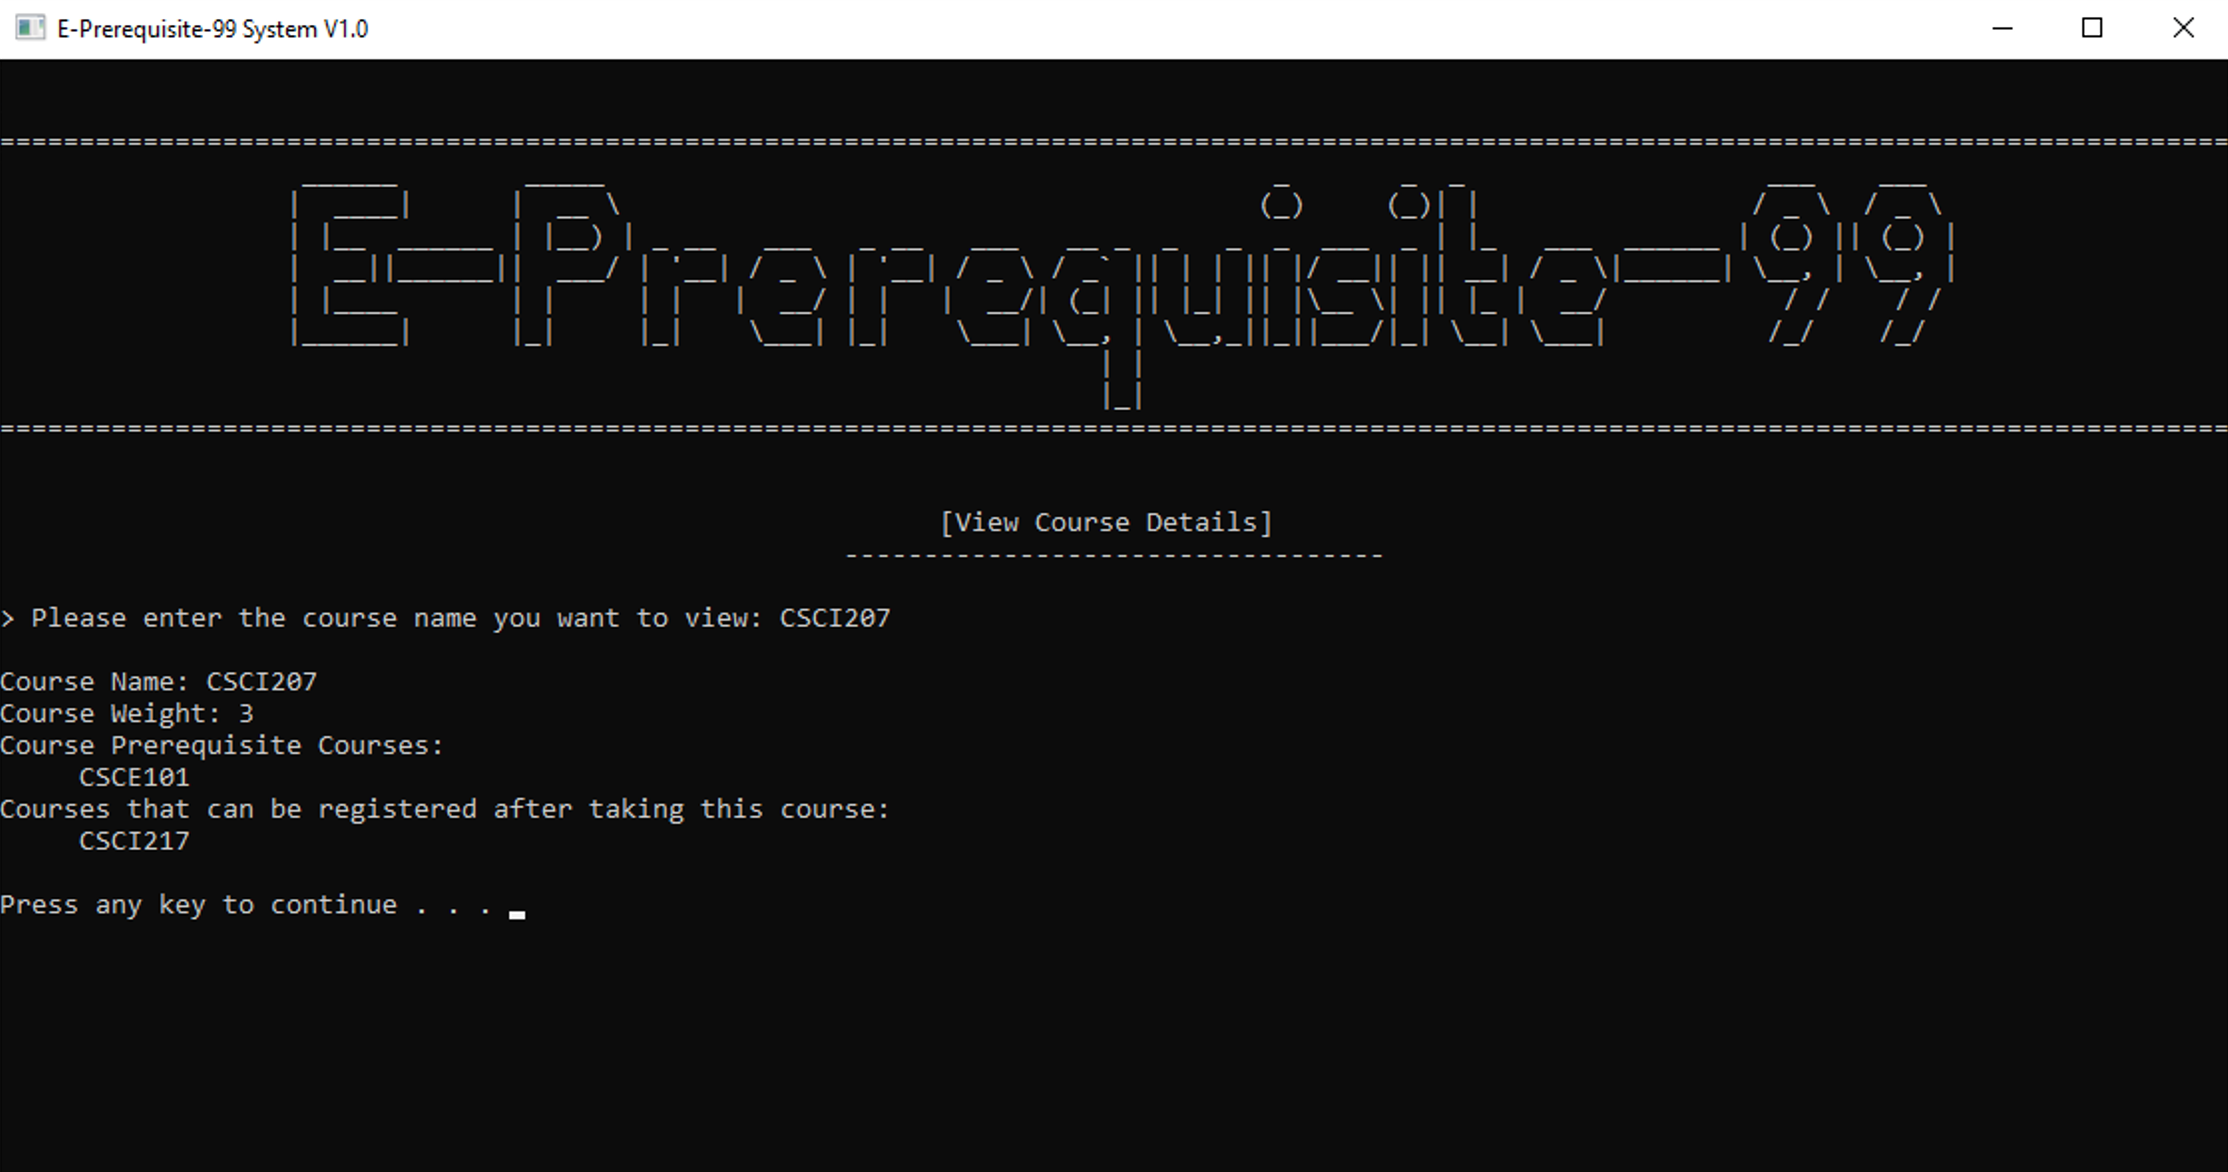 E-Prerequisite-99 System V1.0
E-Prerequisite-99
[View Course Details]
----------------------------------
> Please enter the course name you want to view: CSCI207
Course Name: CSCI207
Course Weight: 3
Course Prerequisite Courses:
CSCE101
Courses that can be registered after taking this course:
CSCI217
Press any key to continue . . .